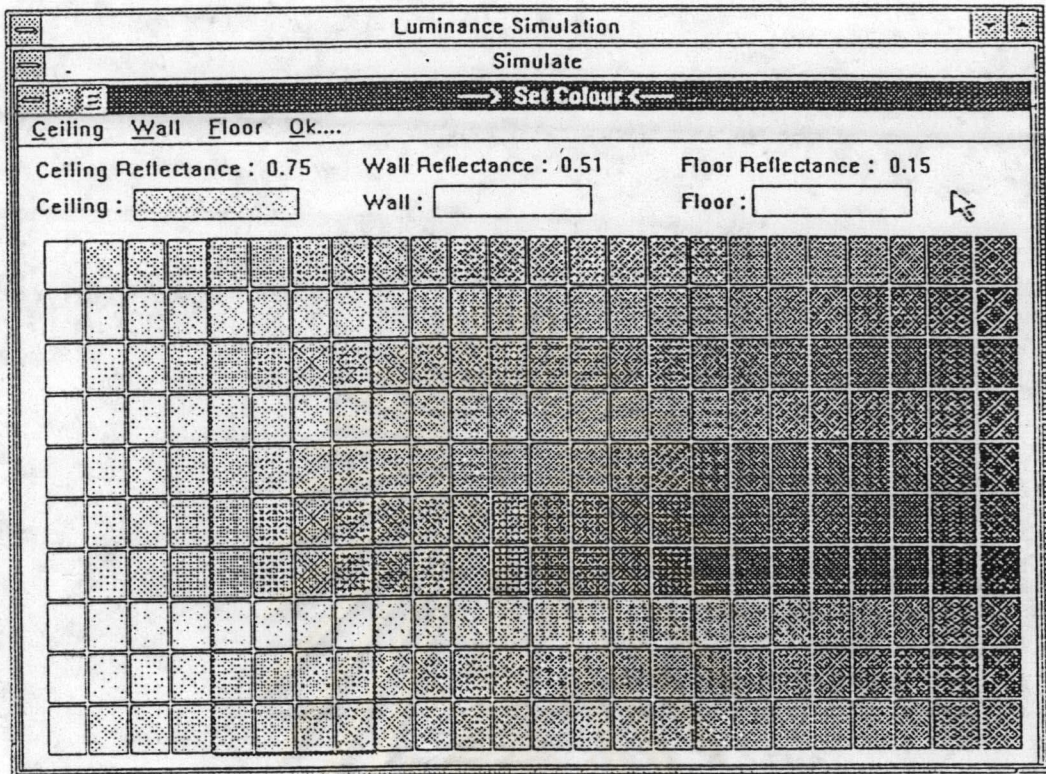 Luminance Simulation
Simulate
—> Set Colour <—
Ceiling Wall Floor Ok....
Ceiling Reflectance : 0.75 Wall Reflectance : 0.51 Floor Reflectance : 0.15
Ceiling : Wall : Floor :